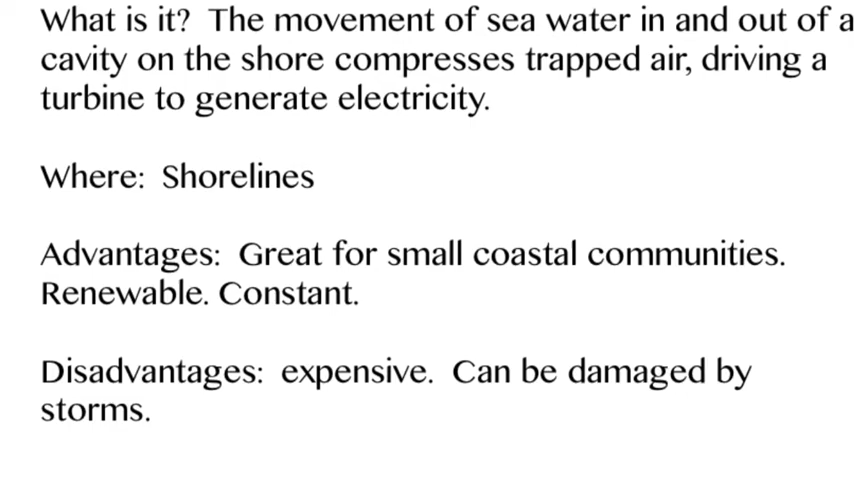 What is it?  The movement of sea water in and out of a
cavity on the shore compresses trapped air, driving a
turbine to generate electricity.
Where:  Shorelines
Advantages:  Great for small coastal communities.
Renewable. Constant.
Disadvantages:  expensive.  Can be damaged by
storms.